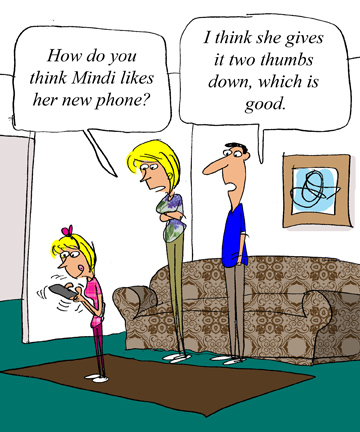 How do you
think Mindi likes
her new phone?
I think she gives
it two thumbs
down, which is
good.